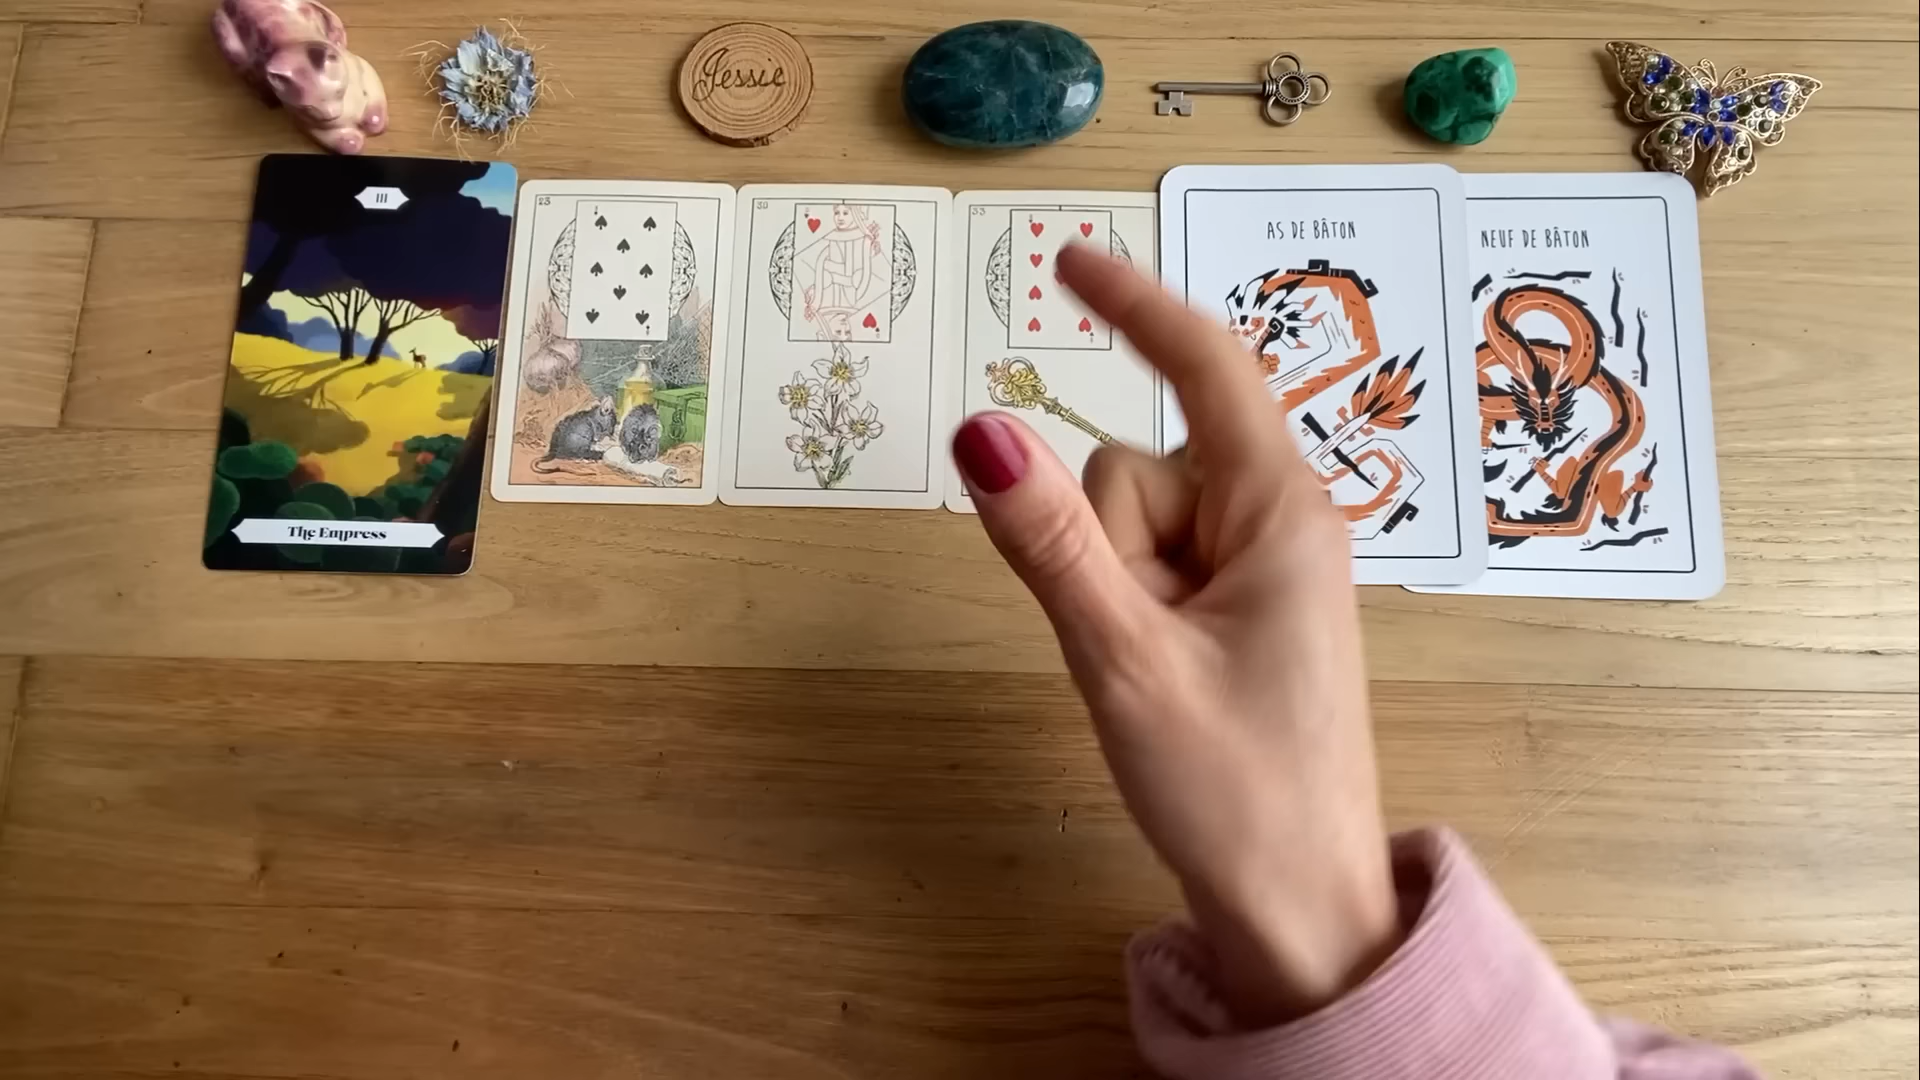 Jessie
III
The Empress
23
30
33
AS DE BÂTON
NEUF DE BÂTON